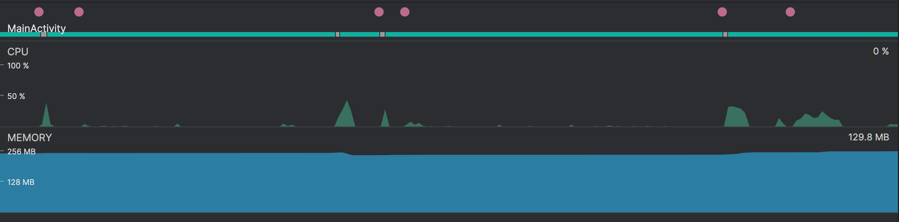 MainActivity
CPU
0 %
100 %
50 %
MEMORY
129.8 MB
256 MB
128 MB